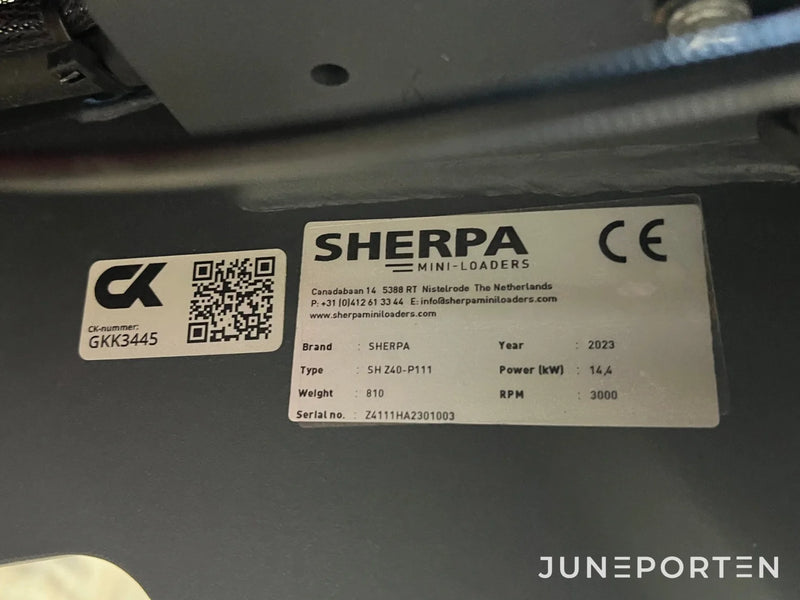 SHERPA
MINI-LOADERS
CE
Canadabaan 14 5388 RT Nistelrode The Netherlands
P: +31 (0)412 61 33 44 E: info@sherpaminiloaders.com
www.sherpaminiloaders.com
Brand : SHERPA Year : 2023
Type : SH Z40-P111 Power (kW) : 14,4
Weight : 810 RPM : 3000
Serial no. : Z4111HA2301003
CK
CK-nummer:
GKK3445
JUNEPORTEN